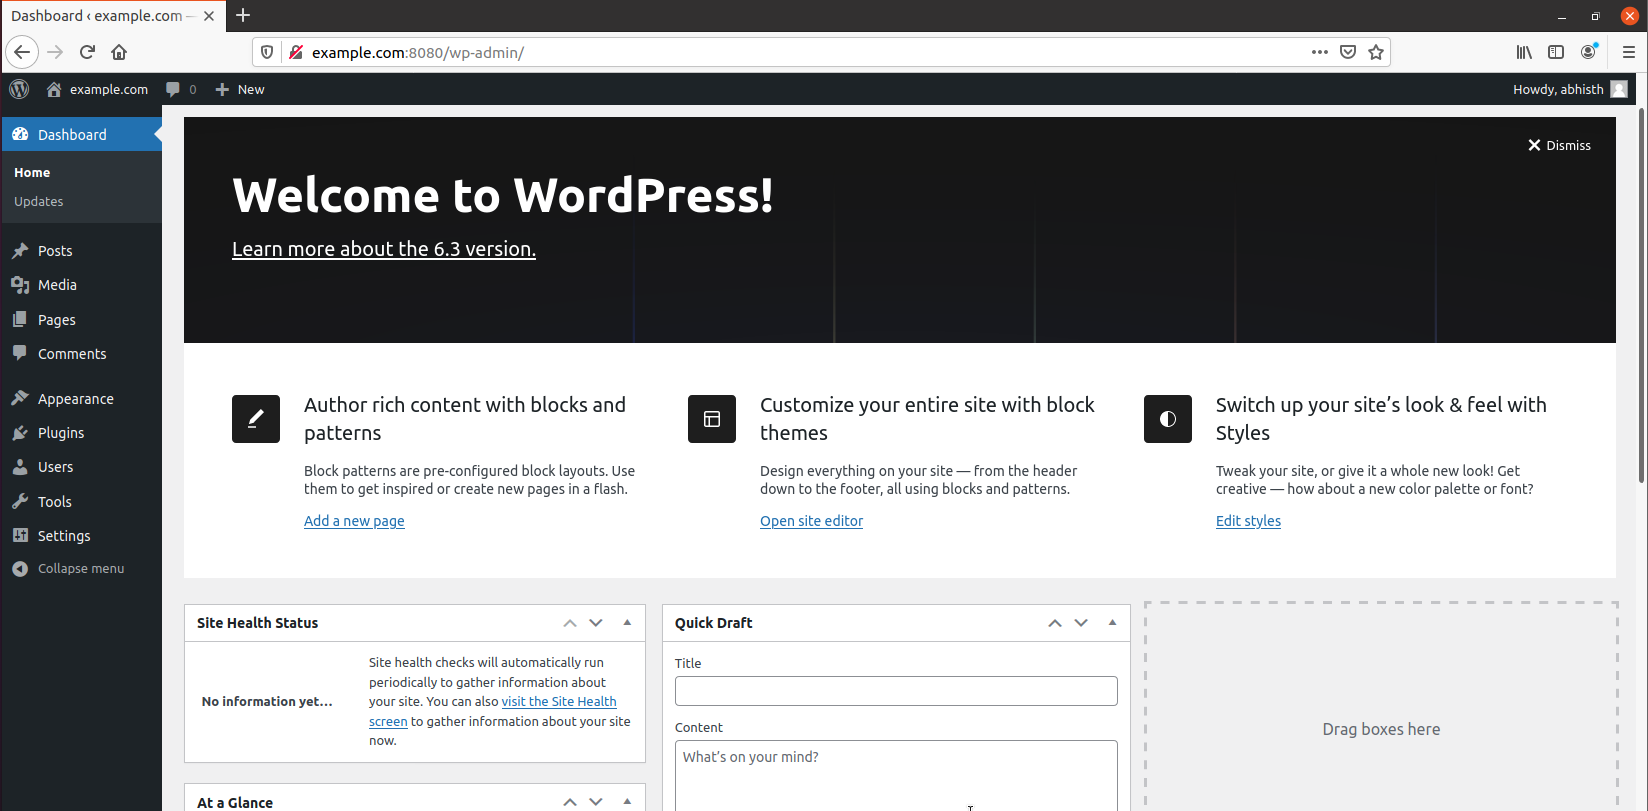 Dashboard ‹ example.com —
example.com:8080/wp-admin/
example.com
0
New
Howdy, abhisth
Dashboard
Home
Updates
Posts
Media
Pages
Comments
Appearance
Plugins
Users
Tools
Settings
Collapse menu
Dismiss
Welcome to WordPress!
Learn more about the 6.3 version.
Author rich content with blocks and
patterns
Block patterns are pre-configured block layouts. Use
them to get inspired or create new pages in a flash.
Add a new page
Customize your entire site with block
themes
Design everything on your site — from the header
down to the footer, all using blocks and patterns.
Open site editor
Switch up your site’s look & feel with
Styles
Tweak your site, or give it a whole new look! Get
creative — how about a new color palette or font?
Edit styles
Site Health Status
No information yet…
Site health checks will automatically run
periodically to gather information about
your site. You can also visit the Site Health
screen to gather information about your site
now.
At a Glance
Quick Draft
Title
Content
What’s on your mind?
Drag boxes here